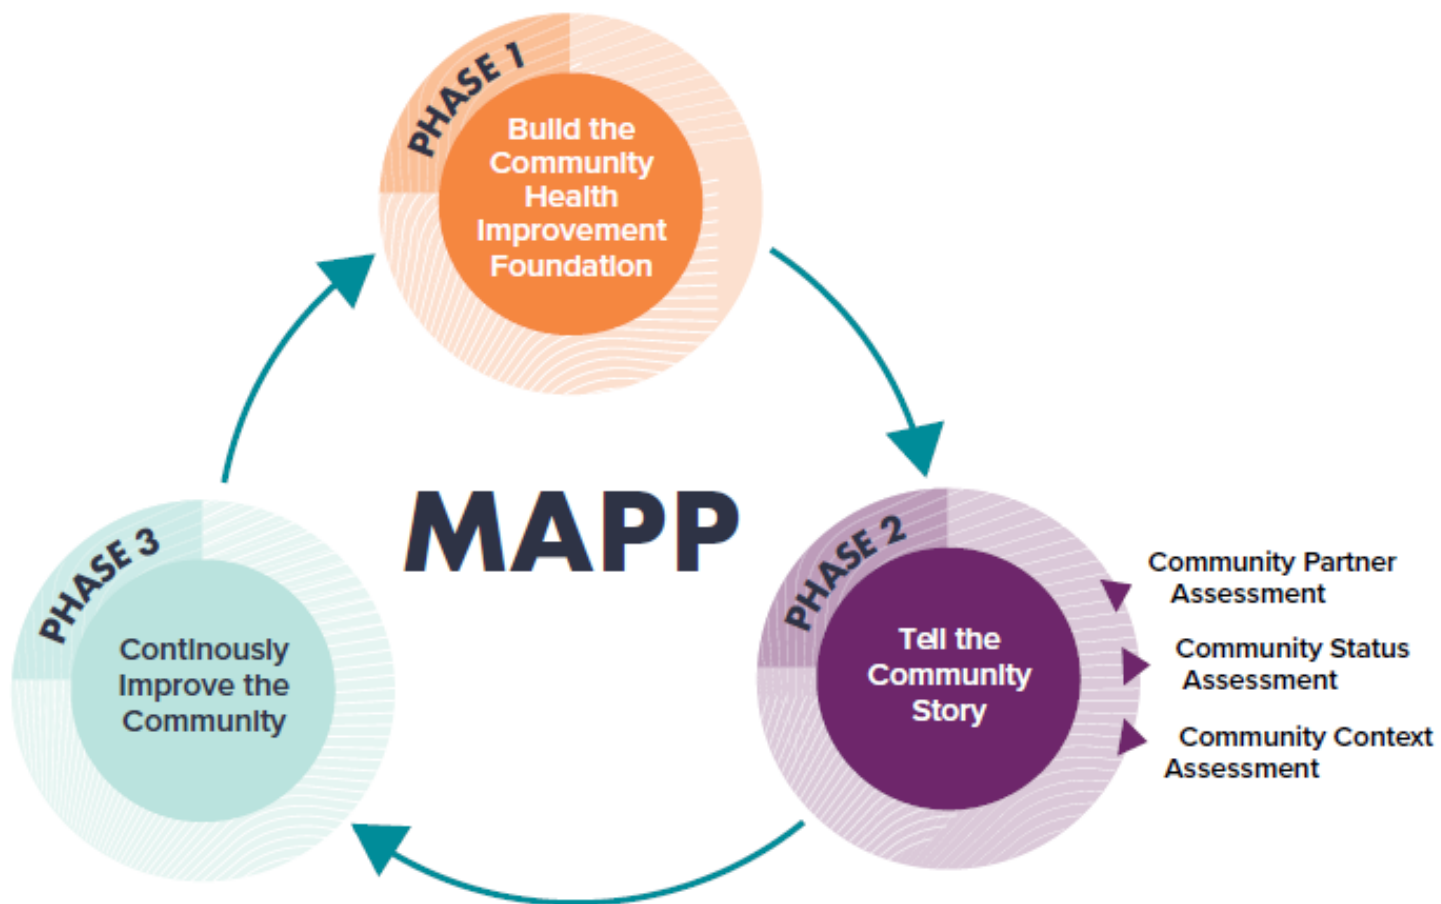 PHASE 1
Build the
Community
Health
Improvement
Foundation
MAPP
PHASE 2
Tell the
Community
Story
Community Partner
Assessment
Community Status
Assessment
Community Context
Assessment
PHASE 3
Continously
Improve the
Community